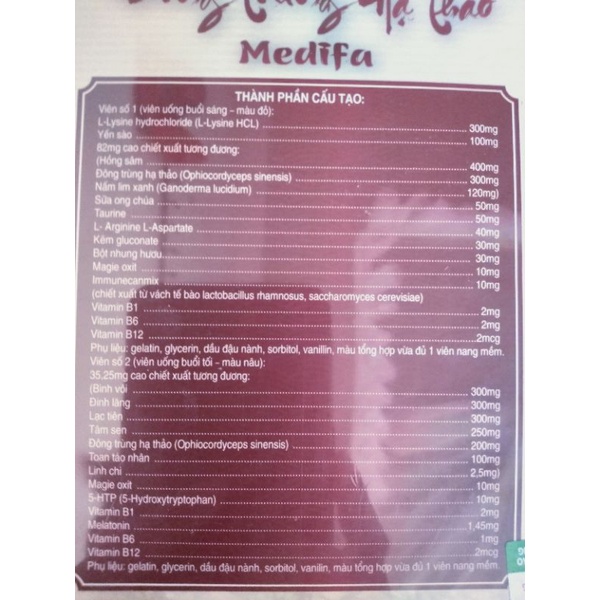 Đông Trùng Hạ Thảo
Medifa
THÀNH PHẦN CẤU TẠO:
Viên số 1 (viên uống buổi sáng – màu đỏ):
L-Lysine hydrochloride (L-Lysine HCL) 300mg
Yến sào 100mg
82mg cao chiết xuất tương đương:
(Hồng sâm 400mg
Đông trùng hạ thảo (Ophiocordyceps sinensis) 300mg
Nấm lim xanh (Ganoderma lucidium) 120mg)
Sữa ong chúa 50mg
Taurine 50mg
L- Arginine L-Aspartate 40mg
Kẽm gluconate 30mg
Bột nhung hươu 30mg
Magie oxit 10mg
Immunecanmix 10mg
(chiết xuất từ vách tế bào lactobacillus rhamnosus, saccharomyces cerevisiae)
Vitamin B1 2mg
Vitamin B6 2mg
Vitamin B12 2mcg
Phụ liệu: gelatin, glycerin, dầu đậu nành, sorbitol, vanillin, màu tổng hợp vừa đủ 1 viên nang mềm.
Viên số 2 (viên uống buổi tối – màu nâu):
35,25mg cao chiết xuất tương đương:
(Bình vôi 300mg
Đinh lăng 300mg
Lạc tiên 300mg
Tâm sen 250mg
Đông trùng hạ thảo (Ophiocordyceps sinensis) 200mg
Toan táo nhân 100mg
Linh chi 2,5mg)
Magie oxit 10mg
5-HTP (5-Hydroxytryptophan) 10mg
Vitamin B1 2mg
Melatonin 1,45mg
Vitamin B6 1mg
Vitamin B12 2mcg
Phụ liệu: gelatin, glycerin, dầu đậu nành, sorbitol, vanilin, màu tổng hợp vừa đủ 1 viên nang mềm.